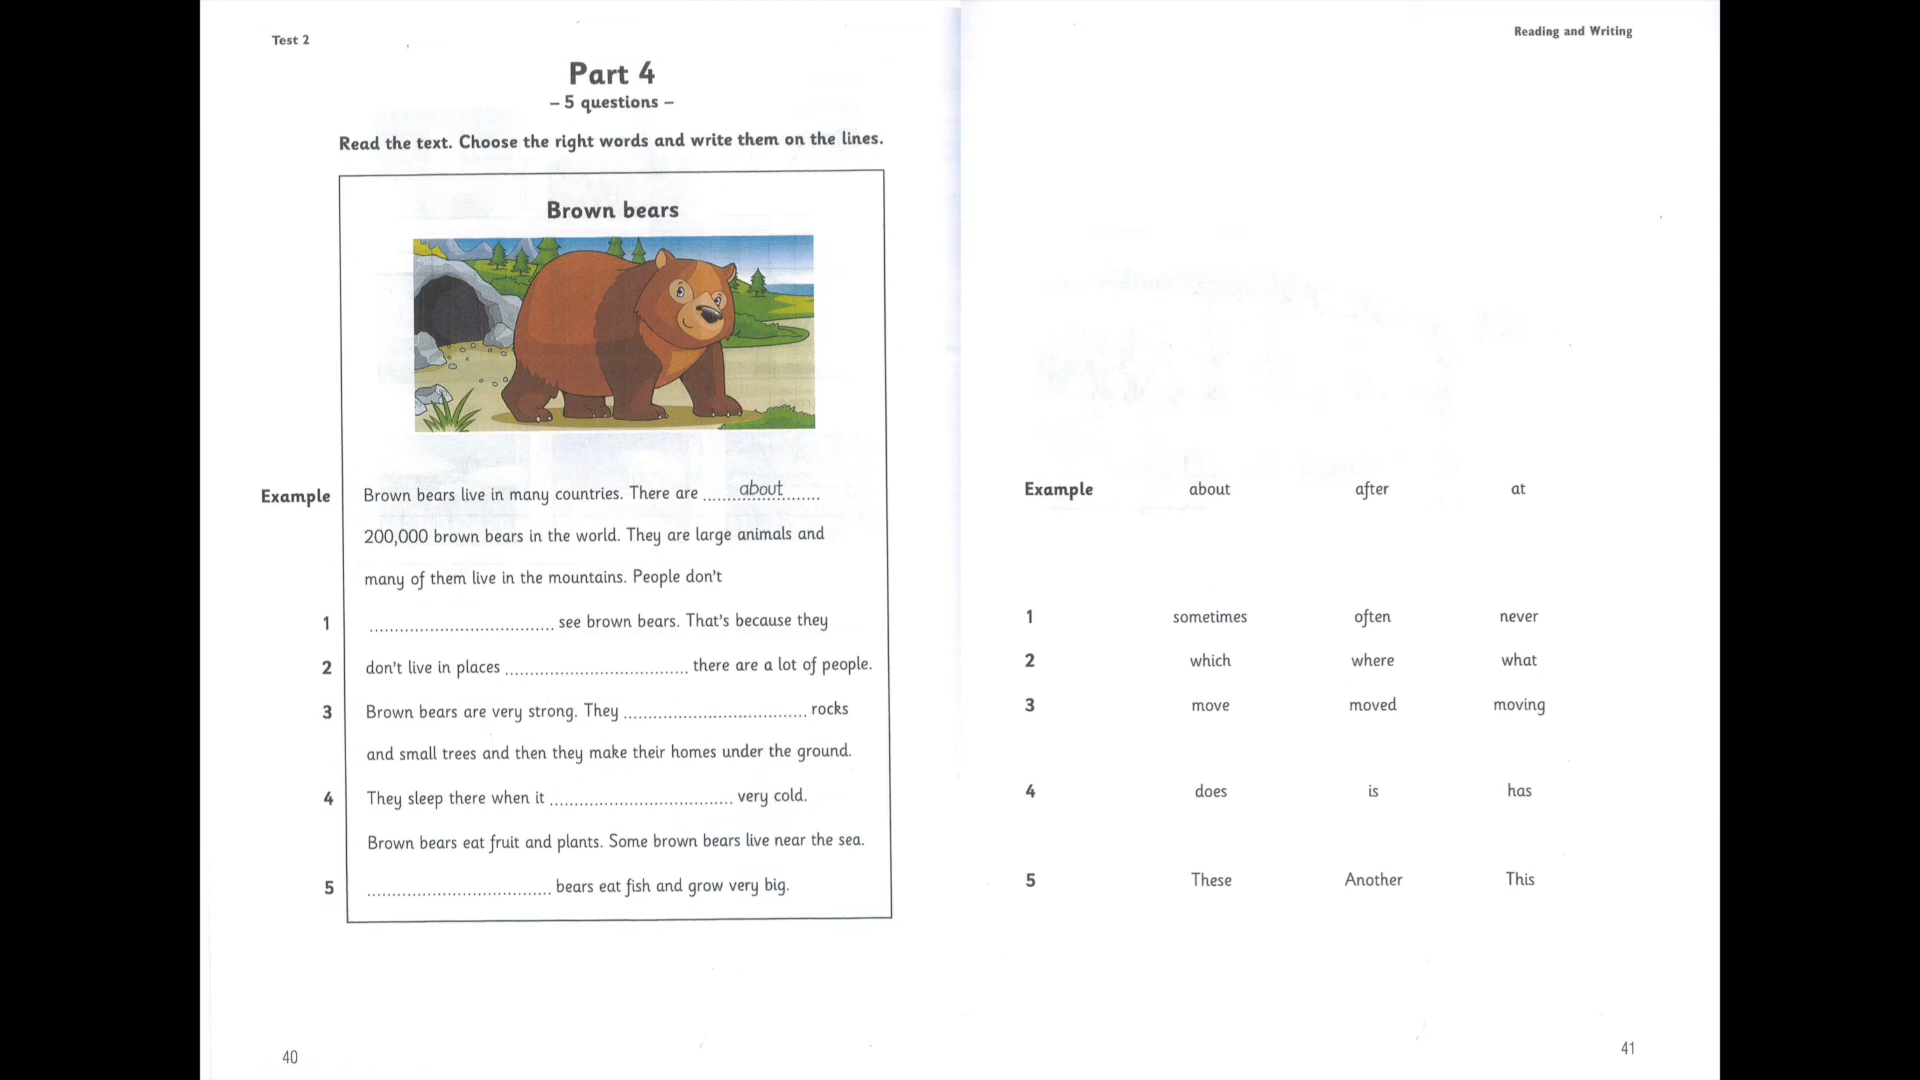 Test 2
Part 4
– 5 questions –
Read the text. Choose the right words and write them on the lines.
Brown bears
Example Brown bears live in many countries. There are ........about........
200,000 brown bears in the world. They are large animals and
many of them live in the mountains. People don't
1 ...................................... see brown bears. That's because they
2 don't live in places ...................................... there are a lot of people.
3 Brown bears are very strong. They ...................................... rocks
and small trees and then they make their homes under the ground.
4 They sleep there when it ...................................... very cold.
Brown bears eat fruit and plants. Some brown bears live near the sea.
5 ...................................... bears eat fish and grow very big.
40
Reading and Writing
Example about after at
1 sometimes often never
2 which where what
3 move moved moving
4 does is has
5 These Another This
41